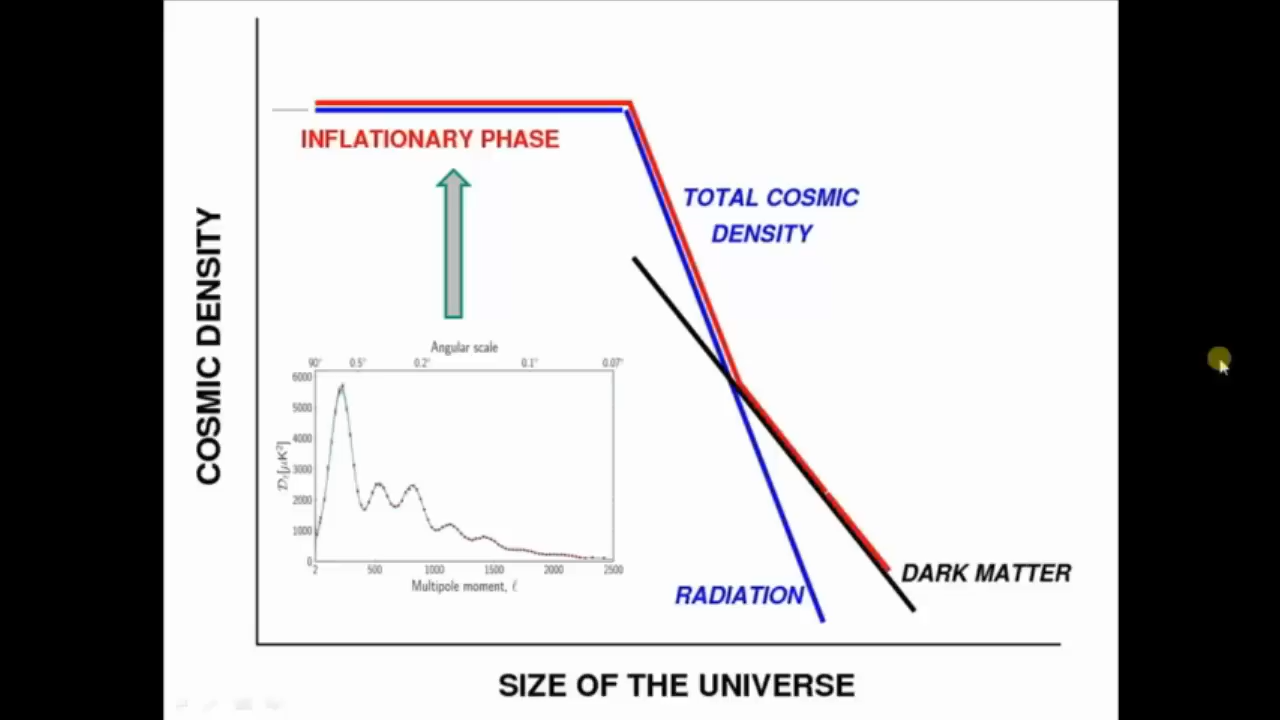 INFLATIONARY PHASE
TOTAL COSMIC
DENSITY
COSMIC DENSITY
Angular scale
90° 0.5° 0.2° 0.1° 0.07°
6000
5000
4000
3000
2000
1000
0
𝒟ℓ[μK²]
2 500 1000 1500 2000 2500
Multipole moment, ℓ
RADIATION
DARK MATTER
SIZE OF THE UNIVERSE